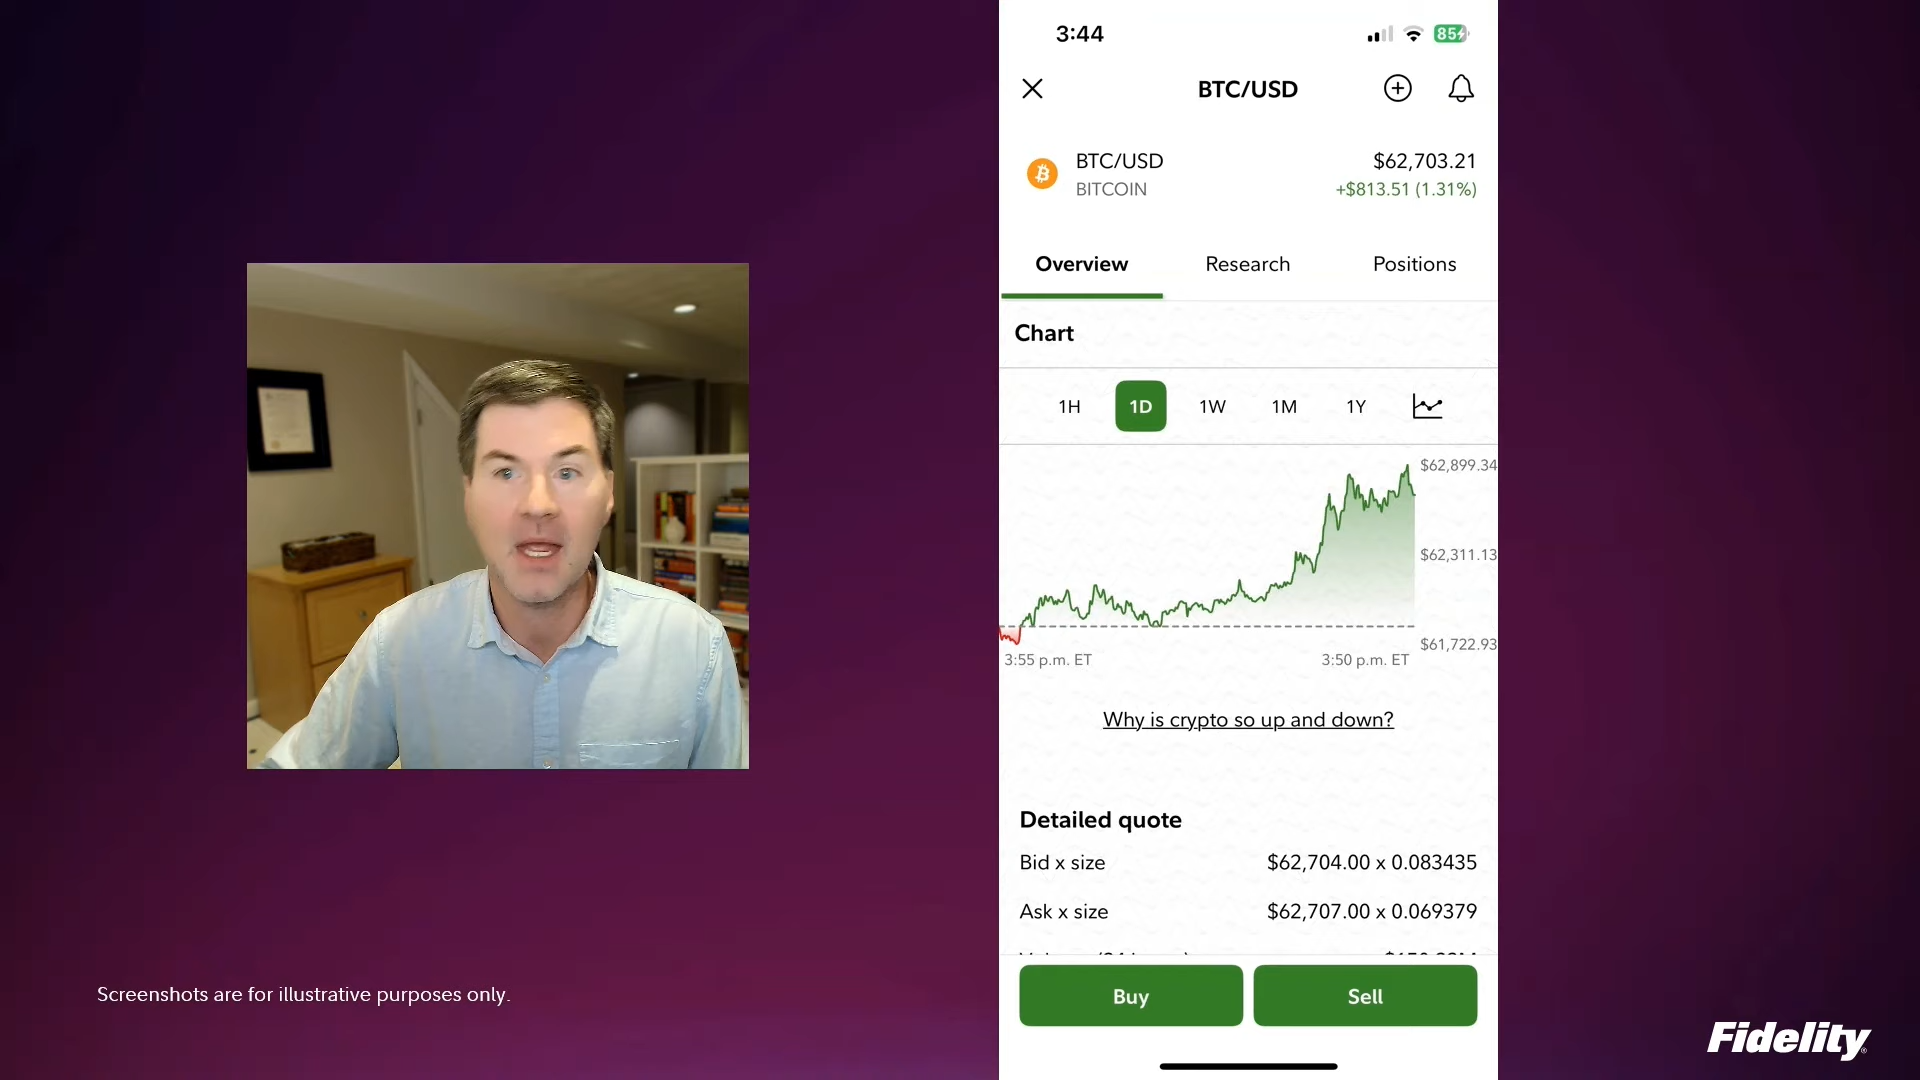 3:44
85
BTC/USD
BTC/USD $62,703.21
BITCOIN +$813.51 (1.31%)
Overview Research Positions
Chart
1H 1D 1W 1M 1Y
$62,899.34
$62,311.13
$61,722.93
3:55 p.m. ET 3:50 p.m. ET
Why is crypto so up and down?
Detailed quote
Bid x size $62,704.00 x 0.083435
Ask x size $62,707.00 x 0.069379
Buy Sell
Screenshots are for illustrative purposes only.
Fidelity